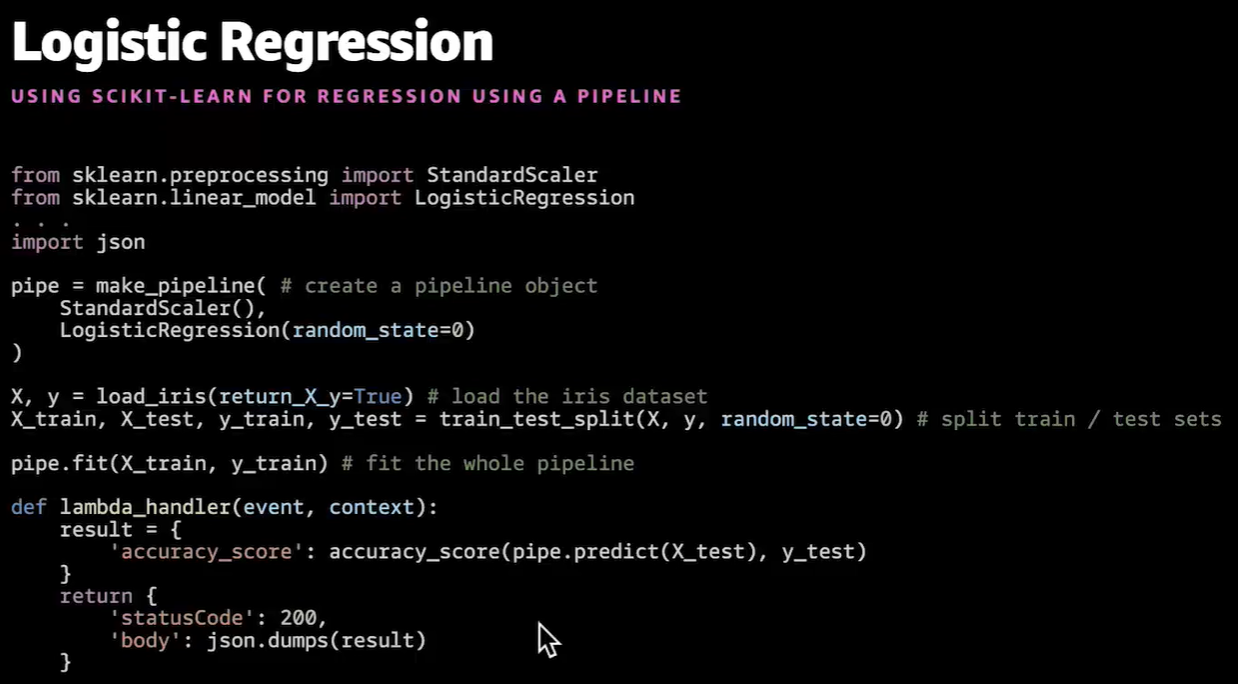 Logistic Regression
USING SCIKIT-LEARN FOR REGRESSION USING A PIPELINE
from sklearn.preprocessing import StandardScaler
from sklearn.linear_model import LogisticRegression
. . .
import json
pipe = make_pipeline( # create a pipeline object
    StandardScaler(),
    LogisticRegression(random_state=0)
)
X, y = load_iris(return_X_y=True) # load the iris dataset
X_train, X_test, y_train, y_test = train_test_split(X, y, random_state=0) # split train / test sets
pipe.fit(X_train, y_train) # fit the whole pipeline
def lambda_handler(event, context):
    result = {
        'accuracy_score': accuracy_score(pipe.predict(X_test), y_test)
    }
    return {
        'statusCode': 200,
        'body': json.dumps(result)
    }